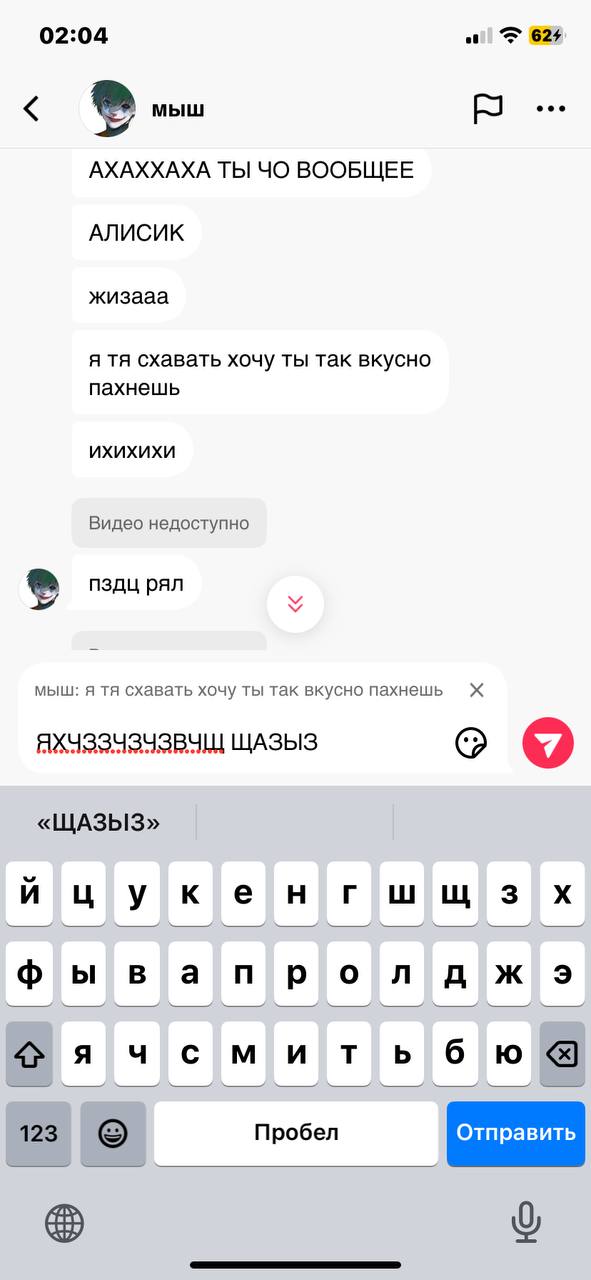 02:04
62
мыш
АХАХХАХА ТЫ ЧО ВООБЩЕЕ
АЛИСИК
жизааа
я тя схавать хочу ты так вкусно
пахнешь
ихихихи
Видео недоступно
пздц рял
мыш: я тя схавать хочу ты так вкусно пахнешь
ЯХЧЗЗЧЗЧЗВЧЩ ЩАЗЫЗ
«ЩАЗЫЗ»
й ц у к е н г ш щ з х
ф ы в а п р о л д ж э
я ч с м и т ь б ю
123 Пробел Отправить